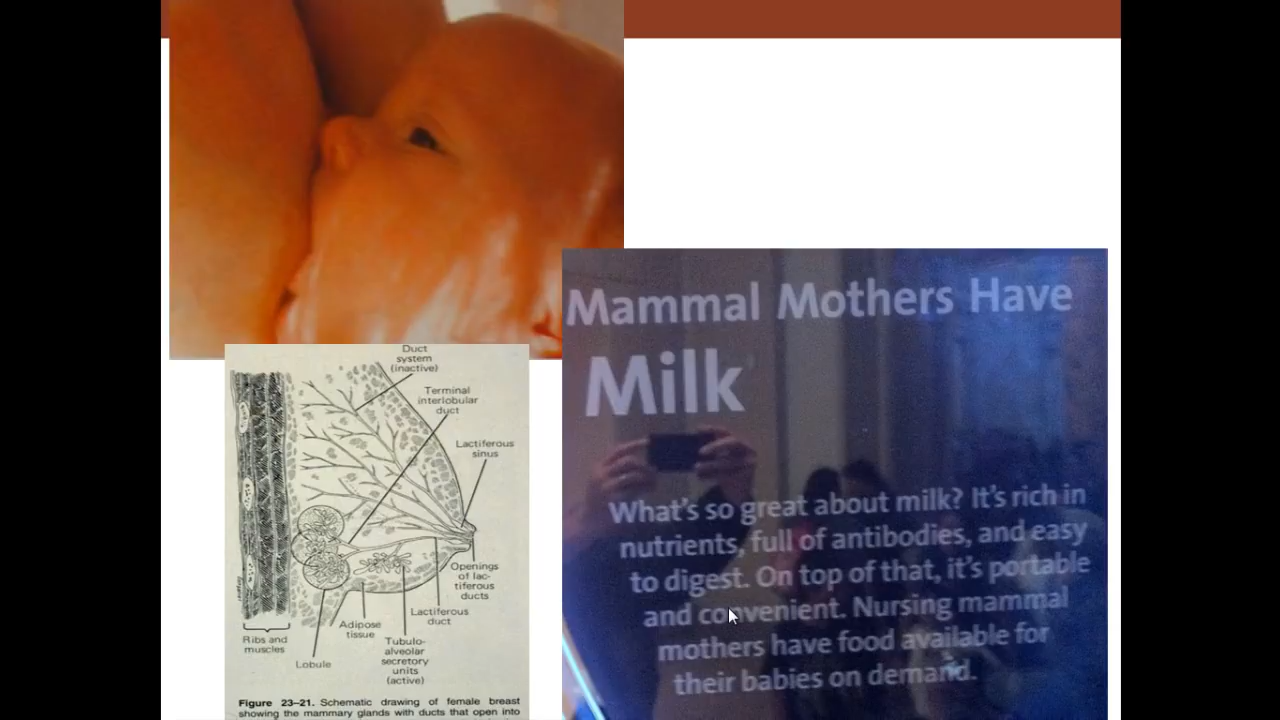 Mammal Mothers Have
Milk
What's so great about milk? It's rich in
nutrients, full of antibodies, and easy
to digest. On top of that, it's portable
and convenient. Nursing mammal
mothers have food available for
their babies on demand.
Duct
system
(inactive)
Terminal
interlobular
duct
Lactiferous
sinus
Openings
of lac-
tiferous
ducts
Lactiferous
duct
Adipose
tissue
Tubulo-
alveolar
secretory
units
(active)
Ribs and
muscles
Lobule
Figure 23–21. Schematic drawing of female breast
showing the mammary glands with ducts that open into